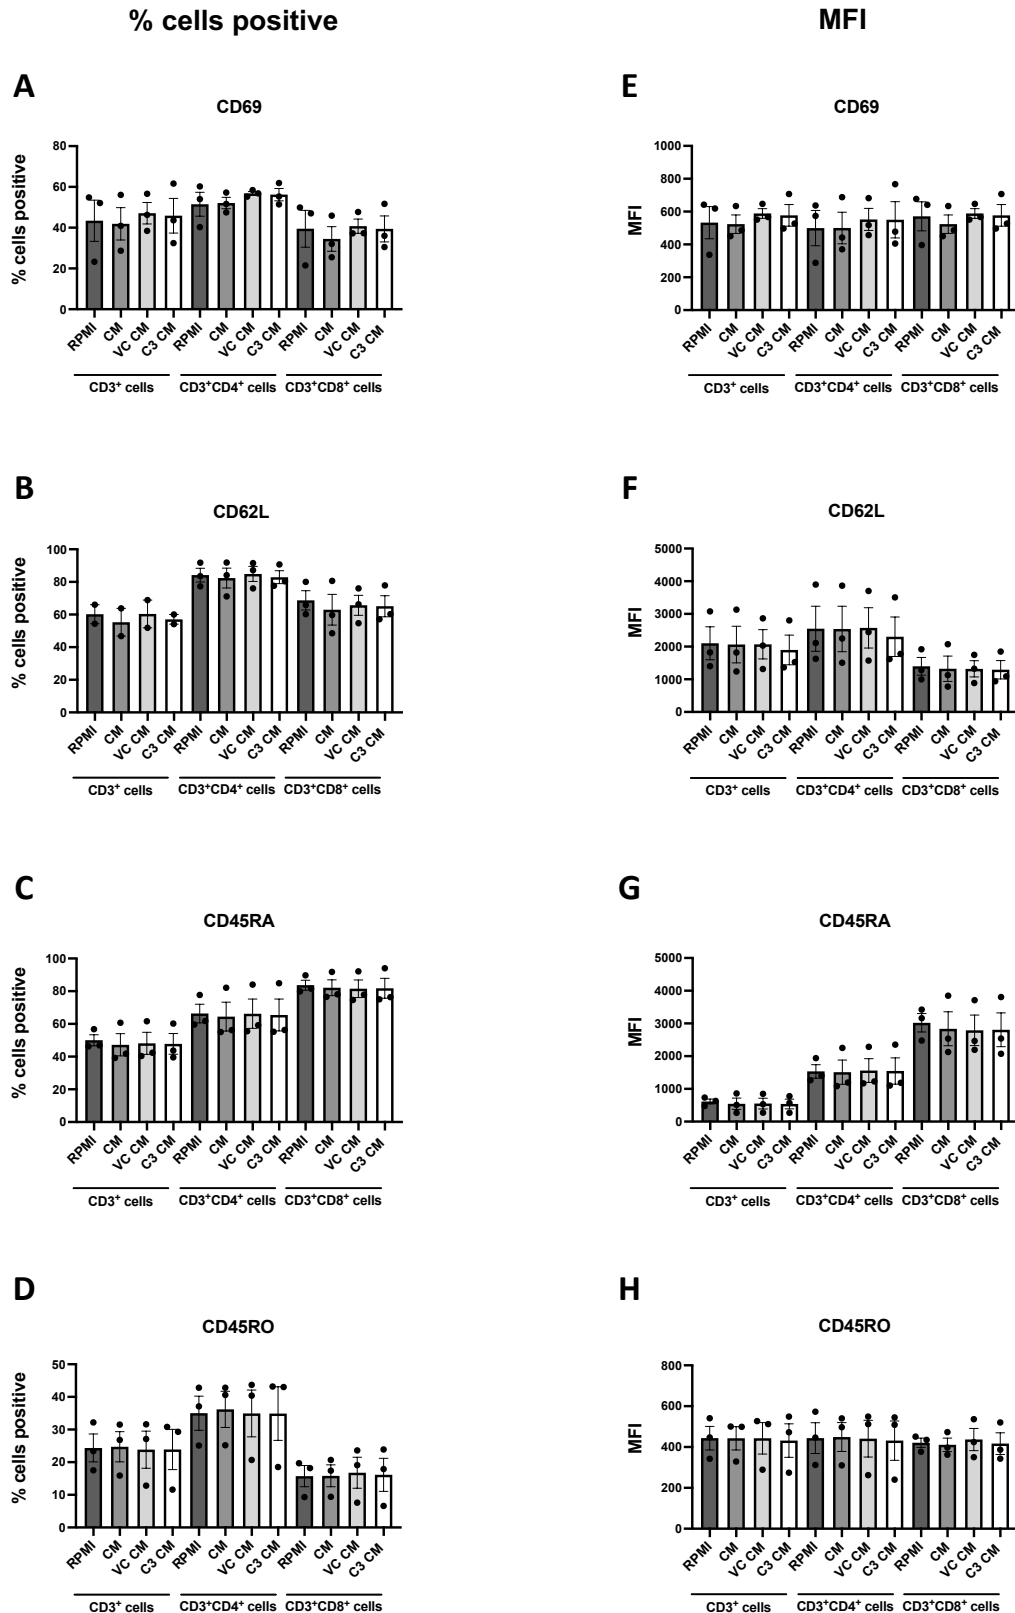 % cells positive
MFI
A
CD69
% cells positive
80
60
40
20
0
RPMI
CM
VC CM
C3 CM
RPMI
CM
VC CM
C3 CM
RPMI
CM
VC CM
C3 CM
CD3⁺ cells
CD3⁺CD4⁺ cells
CD3⁺CD8⁺ cells
E
CD69
MFI
1000
800
600
400
200
0
RPMI
CM
VC CM
C3 CM
RPMI
CM
VC CM
C3 CM
RPMI
CM
VC CM
C3 CM
CD3⁺ cells
CD3⁺CD4⁺ cells
CD3⁺CD8⁺ cells
B
CD62L
% cells positive
100
80
60
40
20
0
RPMI
CM
VC CM
C3 CM
RPMI
CM
VC CM
C3 CM
RPMI
CM
VC CM
C3 CM
CD3⁺ cells
CD3⁺CD4⁺ cells
CD3⁺CD8⁺ cells
F
CD62L
MFI
5000
4000
3000
2000
1000
0
RPMI
CM
VC CM
C3 CM
RPMI
CM
VC CM
C3 CM
RPMI
CM
VC CM
C3 CM
CD3⁺ cells
CD3⁺CD4⁺ cells
CD3⁺CD8⁺ cells
C
CD45RA
% cells positive
100
80
60
40
20
0
RPMI
CM
VC CM
C3 CM
RPMI
CM
VC CM
C3 CM
RPMI
CM
VC CM
C3 CM
CD3⁺ cells
CD3⁺CD4⁺ cells
CD3⁺CD8⁺ cells
G
CD45RA
MFI
5000
4000
3000
2000
1000
0
RPMI
CM
VC CM
C3 CM
RPMI
CM
VC CM
C3 CM
RPMI
CM
VC CM
C3 CM
CD3⁺ cells
CD3⁺CD4⁺ cells
CD3⁺CD8⁺ cells
D
CD45RO
% cells positive
50
40
30
20
10
0
RPMI
CM
VC CM
C3 CM
RPMI
CM
VC CM
C3 CM
RPMI
CM
VC CM
C3 CM
CD3⁺ cells
CD3⁺CD4⁺ cells
CD3⁺CD8⁺ cells
H
CD45RO
MFI
800
600
400
200
0
RPMI
CM
VC CM
C3 CM
RPMI
CM
VC CM
C3 CM
RPMI
CM
VC CM
C3 CM
CD3⁺ cells
CD3⁺CD4⁺ cells
CD3⁺CD8⁺ cells